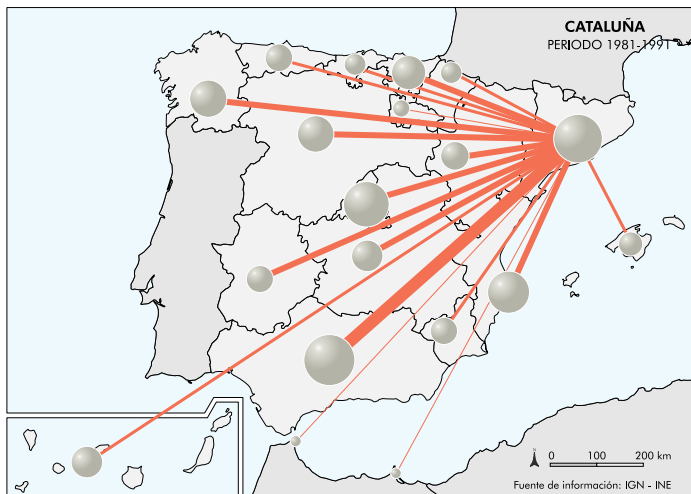 CATALUÑA
PERIODO 1981-1991
N
0 100 200 km
Fuente de información: IGN - INE